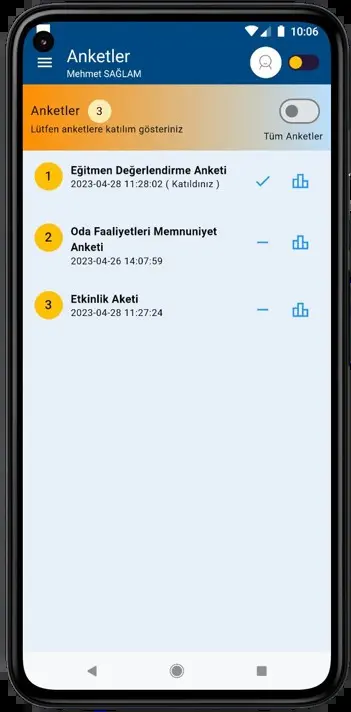 10:06
Anketler
Mehmet SAĞLAM
Anketler 3
Lütfen anketlere katılım gösteriniz
Tüm Anketler
1 Eğitmen Değerlendirme Anketi
2023-04-28 11:28:02 ( Katıldınız )
2 Oda Faaliyetleri Memnuniyet
Anketi
2023-04-26 14:07:59
3 Etkinlik Aketi
2023-04-28 11:27:24